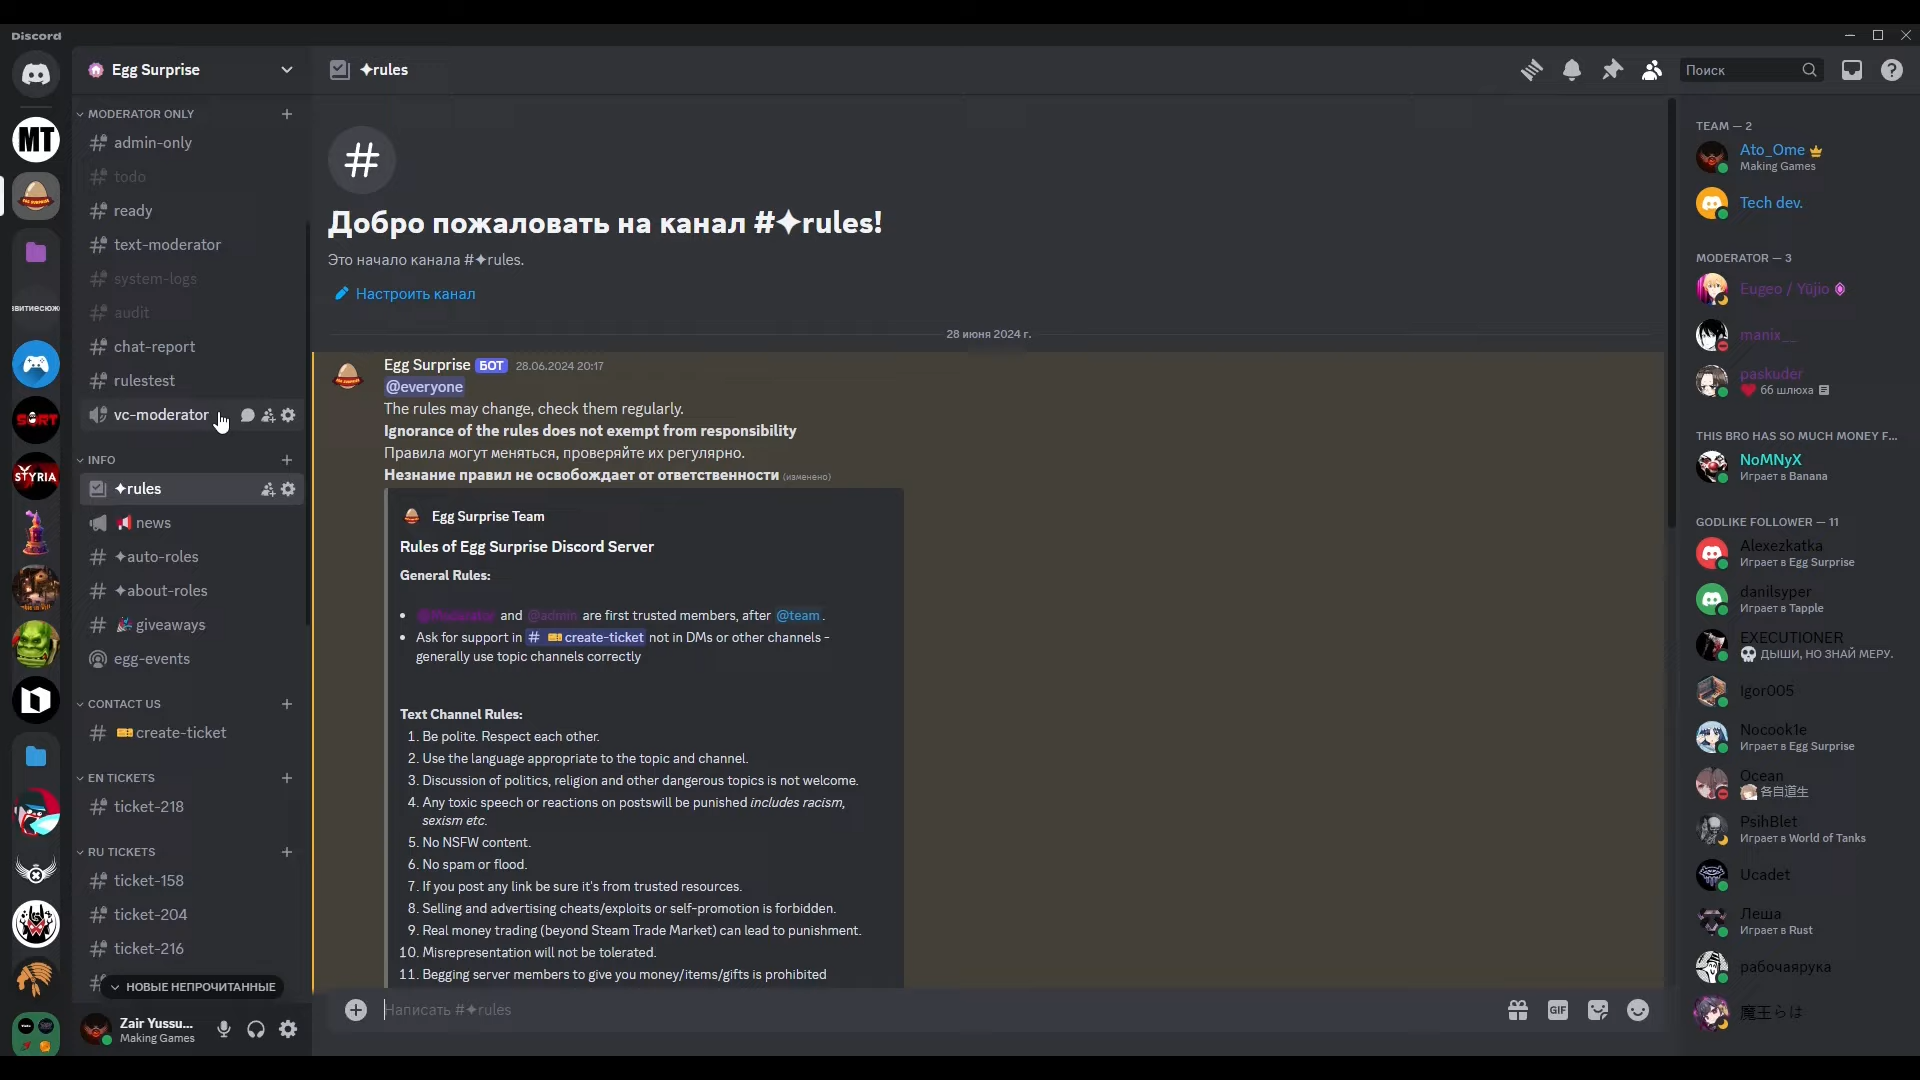 Discord
Egg Surprise
✦rules
Поиск
MT
SORT
STYRIA
MODERATOR ONLY
admin-only
todo
ready
text-moderator
system-logs
audit
chat-report
rulestest
vc-moderator
INFO
✦rules
📢 news
✦auto-roles
✦about-roles
🎉 giveaways
egg-events
CONTACT US
🎫 create-ticket
EN TICKETS
ticket-218
RU TICKETS
ticket-158
ticket-204
ticket-216
НОВЫЕ НЕПРОЧИТАННЫЕ
Zair Yussu...
Making Games
Добро пожаловать на канал #✦rules!
Это начало канала #✦rules.
Настроить канал
28 июня 2024 г.
Egg Surprise БОТ 28.06.2024 20:17
@everyone
The rules may change, check them regularly.
Ignorance of the rules does not exempt from responsibility
Правила могут меняться, проверяйте их регулярно.
Незнание правил не освобождает от ответственности (изменено)
Egg Surprise Team
Rules of Egg Surprise Discord Server
General Rules:
• @Moderator and @admin are first trusted members, after @team .
• Ask for support in # 🎫 create-ticket not in DMs or other channels -
generally use topic channels correctly
Text Channel Rules:
1. Be polite. Respect each other.
2. Use the language appropriate to the topic and channel.
3. Discussion of politics, religion and other dangerous topics is not welcome.
4. Any toxic speech or reactions on postswill be punished includes racism,
sexism etc.
5. No NSFW content.
6. No spam or flood.
7. If you post any link be sure it's from trusted resources.
8. Selling and advertising cheats/exploits or self-promotion is forbidden.
9. Real money trading (beyond Steam Trade Market) can lead to punishment.
10. Misrepresentation will not be tolerated.
11. Begging server members to give you money/items/gifts is prohibited
Написать #✦rules
GIF
TEAM — 2
Ato_Ome
Making Games
Tech dev.
MODERATOR — 3
Eugeo / Yūjio
manix__
paskuder
❤️ 66 шлюха
THIS BRO HAS SO MUCH MONEY F...
NoMNyX
Играет в Banana
GODLIKE FOLLOWER — 11
Alexezkatka
Играет в Egg Surprise
danilsyper
Играет в Tapple
EXECUTIONER
💀 ДЫШИ, НО ЗНАЙ МЕРУ.
Igor005
Nocook1e
Играет в Egg Surprise
Ocean
各自道生
PsihBlet
Играет в World of Tanks
Ucadet
Леша
Играет в Rust
рабочаярука
魔王らは